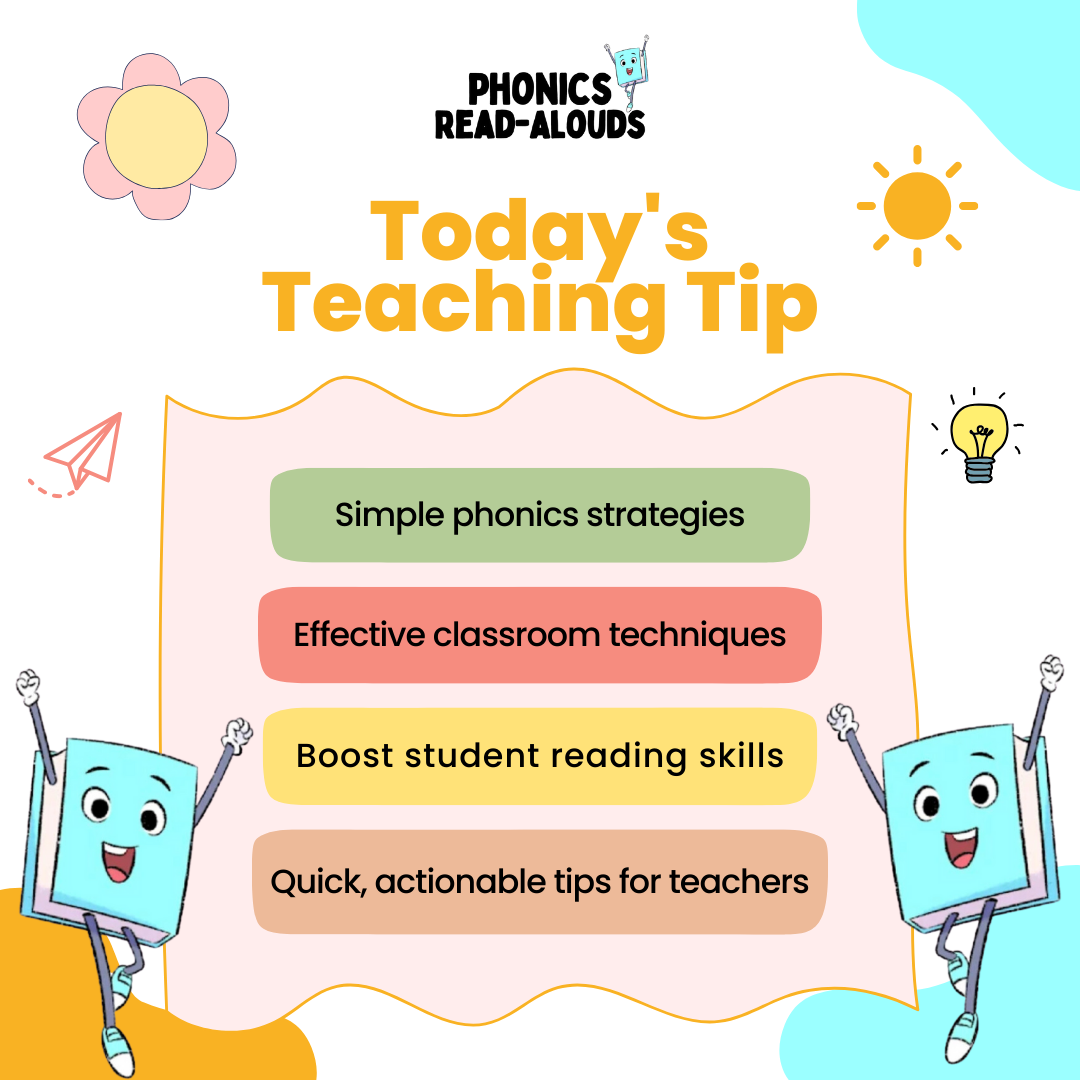 PHONICS
READ-ALOUDS
Today's
Teaching Tip
Simple phonics strategies
Effective classroom techniques
Boost student reading skills
Quick, actionable tips for teachers